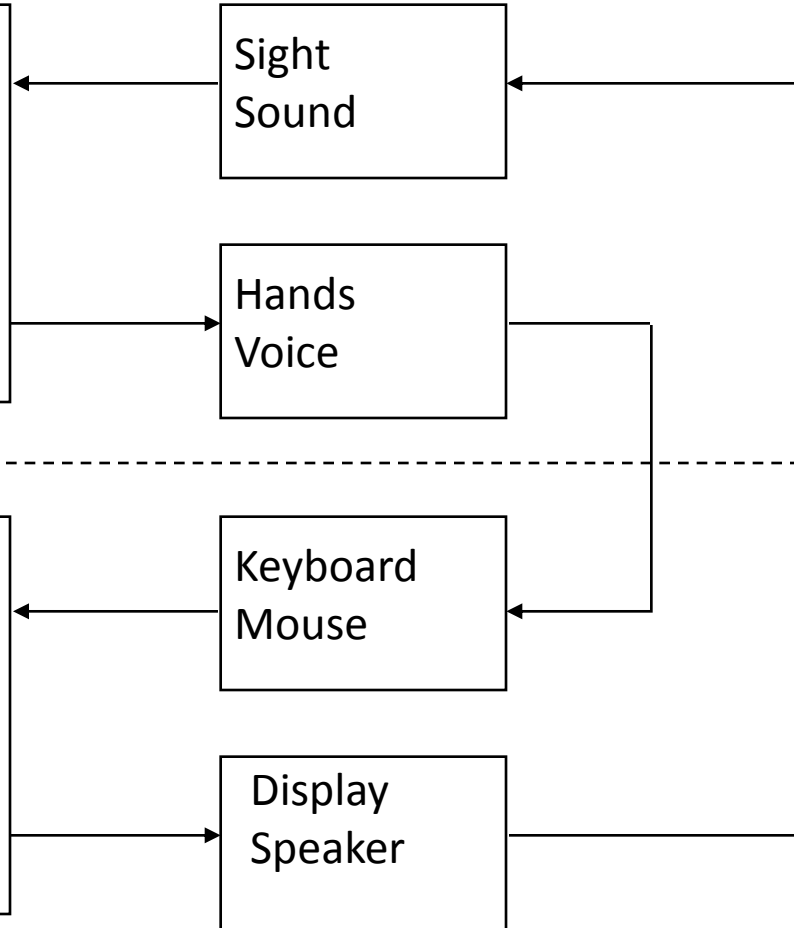 Sight
Sound
Hands
Voice
Keyboard
Mouse
Display
Speaker